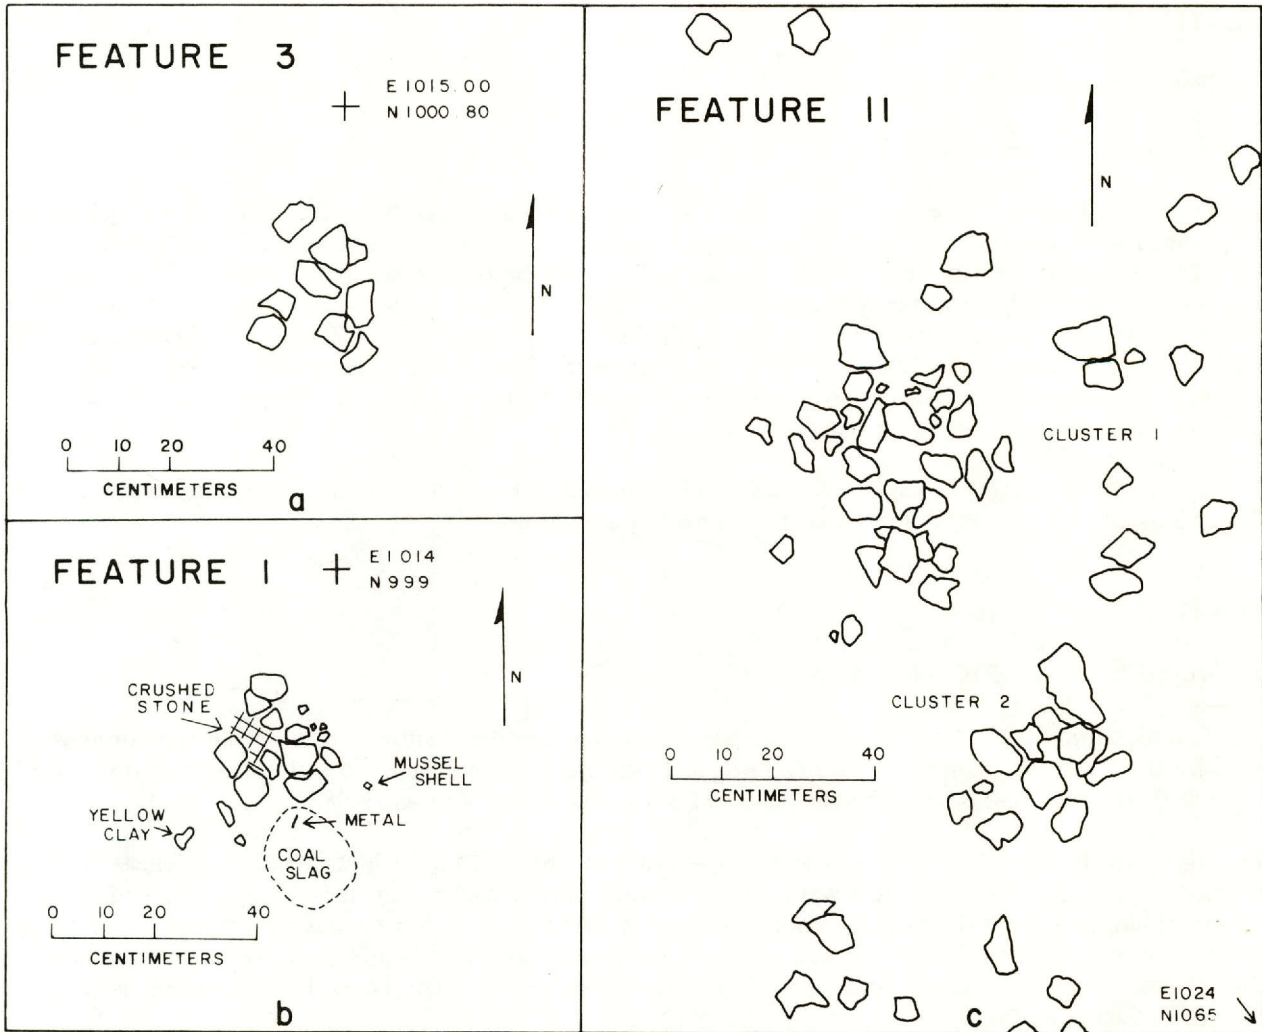 FEATURE 3
E1015.00
N1000.80
N
0 10 20 40
CENTIMETERS
a
FEATURE 1
E1014
N999
N
CRUSHED
STONE
MUSSEL
SHELL
YELLOW
CLAY
METAL
COAL
SLAG
0 10 20 40
CENTIMETERS
b
FEATURE 11
N
CLUSTER 1
CLUSTER 2
0 10 20 40
CENTIMETERS
E1024
N1065
c